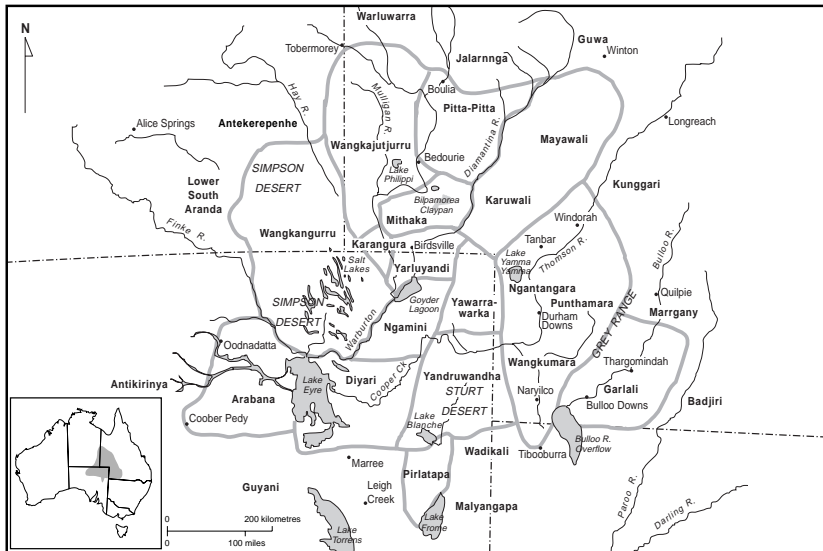 N
Warluwarra
Tobermorey
Jalarnnga
Guwa
Winton
Hay R.
Mulligan R.
Boulia
Pitta-Pitta
Diamantina R.
Alice Springs
Antekerepenhe
Wangkajutjurru
Bedourie
Mayawali
Longreach
SIMPSON
DESERT
Lake
Philippi
Bilpamorea
Claypan
Lower
South
Aranda
Kunggari
Mithaka
Karuwali
Windorah
Finke R.
Wangkangurru
Karangura
Birdsville
Tanbar
Thomson R.
Bulloo R.
Salt
Lakes
Yarluyandi
Lake
Yamma
Yamma
Goyder
Lagoon
Ngantangara
Quilpie
SIMPSON
DESERT
Warburton
Yawarra-
warka
Punthamara
Durham
Downs
GREY RANGE
Marrgany
Ngamini
Oodnadatta
Cooper Ck
Wangkumara
Thargomindah
Lake
Eyre
Diyari
Yandruwandha
STURT
DESERT
Antikirinya
Arabana
Naryilco
Garlali
Badjiri
Bulloo Downs
Coober Pedy
Lake
Blanche
Bulloo R.
Overflow
Wadikali
Tibooburra
Marree
Pirlatapa
Guyani
Leigh
Creek
Malyangapa
Paroo R.
Darling R.
Lake
Frome
Lake
Torrens
0 200 kilometres
0 100 miles